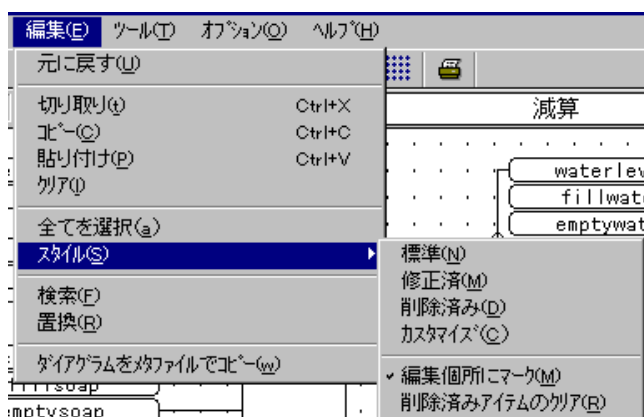 編集(E) ﾂｰﾙ(T) ｵﾌﾟｼｮﾝ(O) ﾍﾙﾌﾟ(H)
元に戻す(U)
切り取り(t) Ctrl+X
ｺﾋﾟｰ(C) Ctrl+C
貼り付け(P) Ctrl+V
ｸﾘｱ(l)
全てを選択(a)
ｽﾀｲﾙ(S)
検索(F)
置換(R)
ﾀﾞｲｱｸﾞﾗﾑをﾒﾀﾌｧｲﾙでｺﾋﾟｰ(w)
減算
waterlev
fillwat
emptywat
標準(N)
修正済(M)
削除済み(D)
ｶｽﾀﾏｲｽﾞ(C)
✓ 編集個所にﾏｰｸ(M)
削除済みｱｲﾃﾑのｸﾘｱ(R)
fillsoap
mptysoap